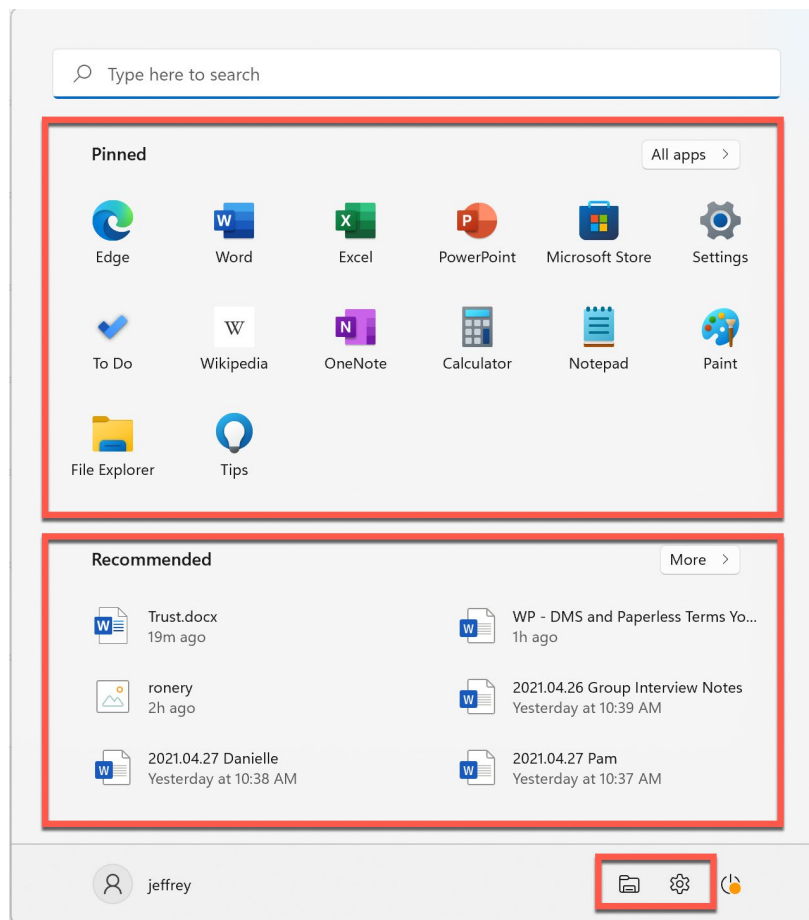 Type here to search
Pinned
All apps >
Edge
Word
Excel
PowerPoint
Microsoft Store
Settings
To Do
Wikipedia
OneNote
Calculator
Notepad
Paint
File Explorer
Tips
Recommended
More >
Trust.docx
19m ago
WP - DMS and Paperless Terms Yo...
1h ago
ronery
2h ago
2021.04.26 Group Interview Notes
Yesterday at 10:39 AM
2021.04.27 Danielle
Yesterday at 10:38 AM
2021.04.27 Pam
Yesterday at 10:37 AM
jeffrey